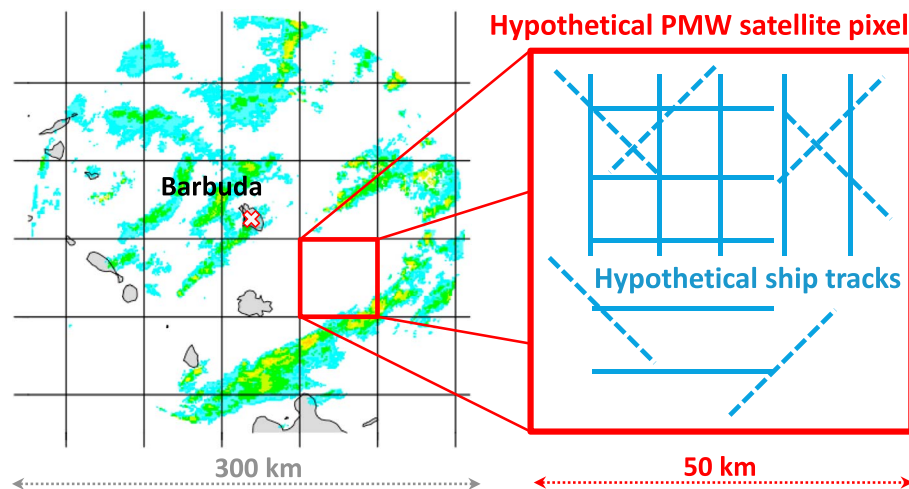 Hypothetical PMW satellite pixel
Barbuda
Hypothetical ship tracks
300 km
50 km